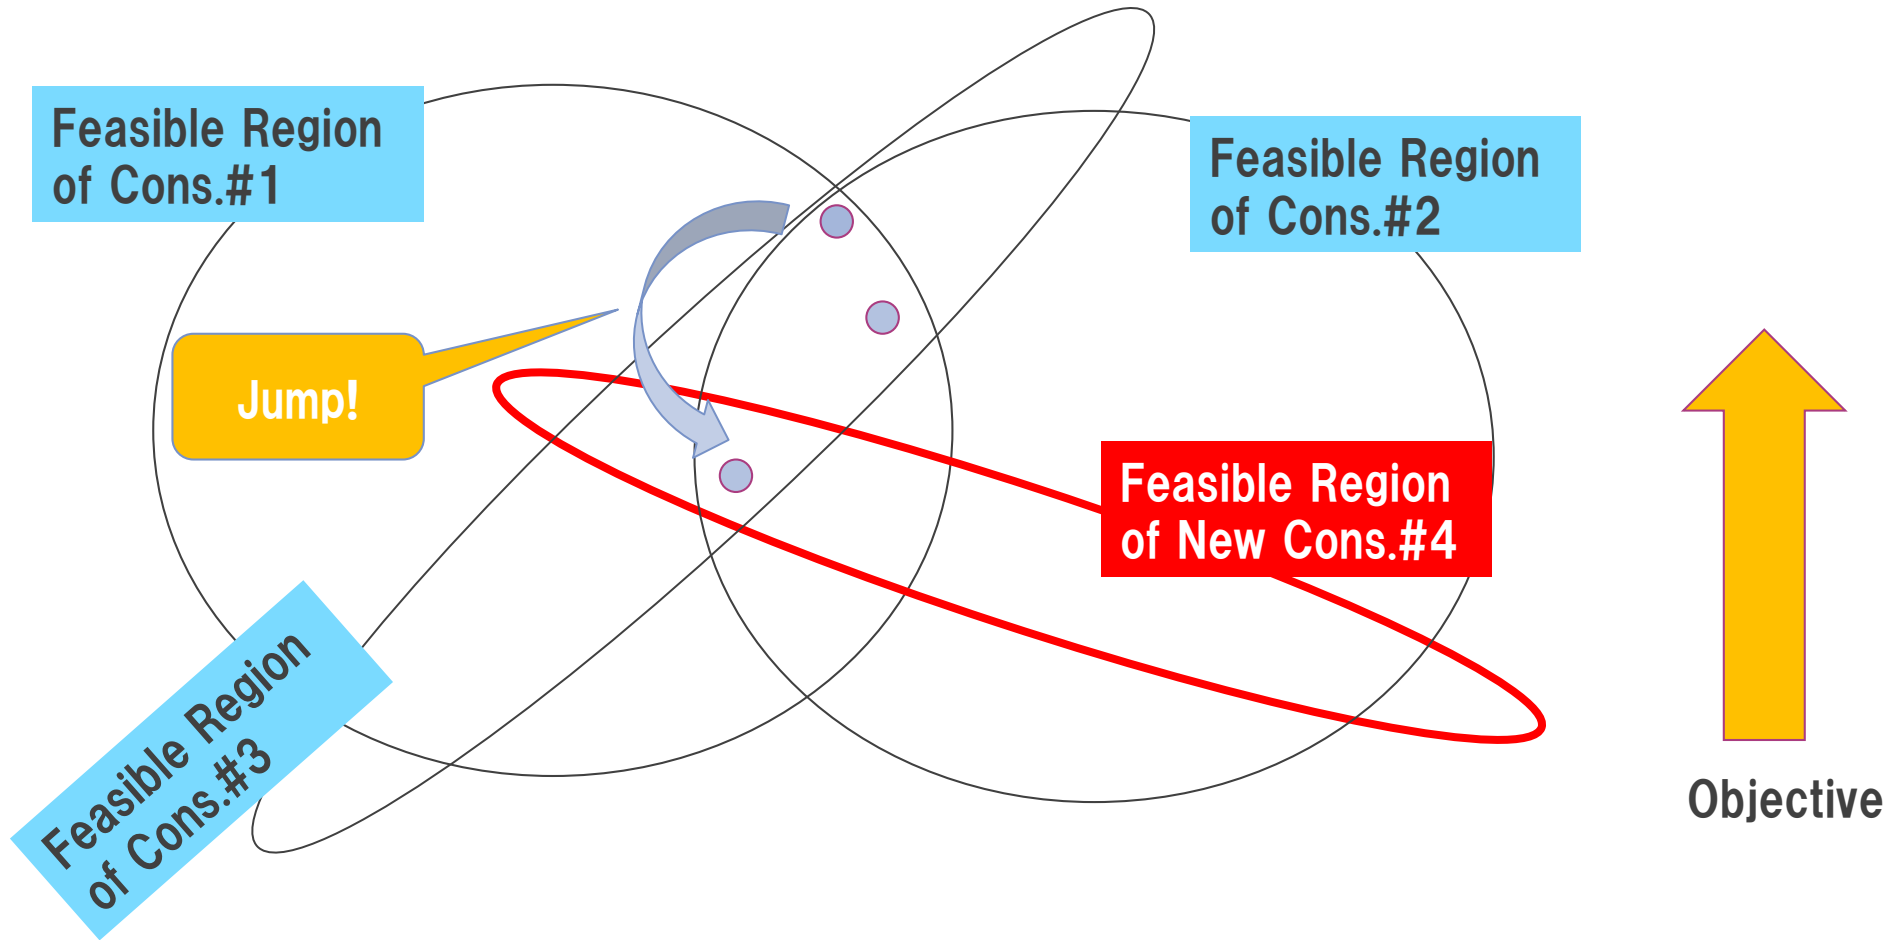 Feasible Region
of Cons.#1
Feasible Region
of Cons.#2
Jump!
Feasible Region
of New Cons.#4
Feasible Region
of Cons.#3
Objective